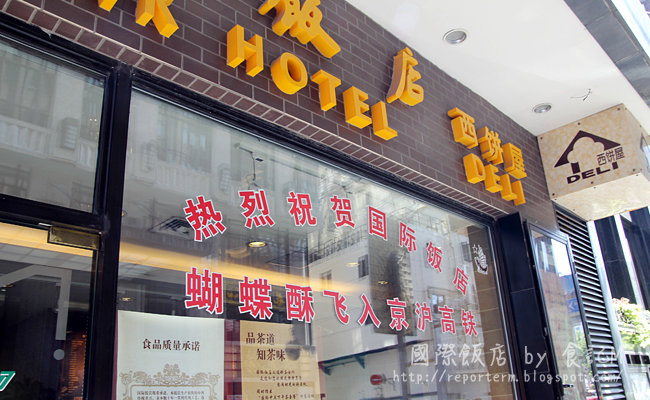 飯店
HOTEL
西饼屋
DELI
西饼屋
DELI
热烈祝贺国际饭店
蝴蝶酥飞入京沪高铁
食品质量承诺
品茶道
知茶味
國際飯店 by 食
http://reporterm.blogspot.com/